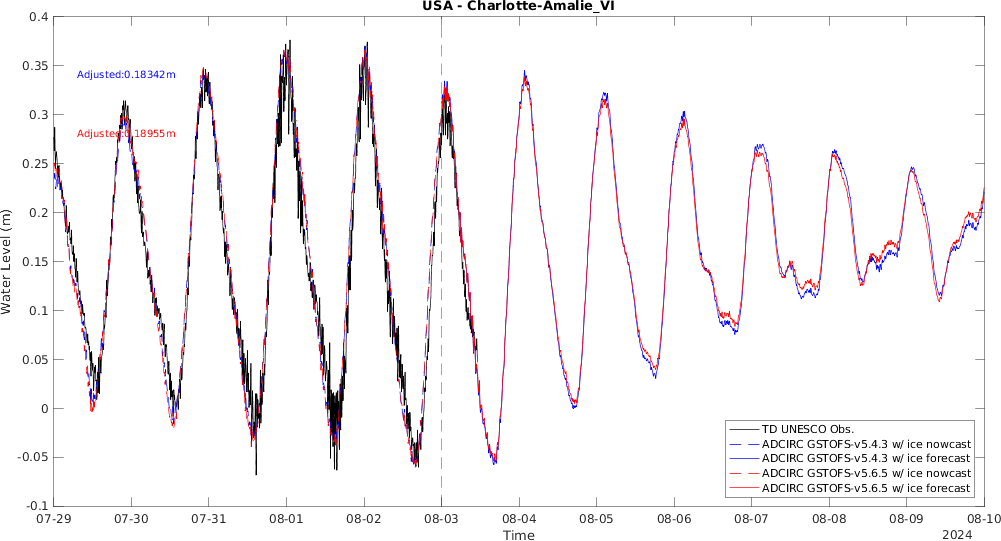 USA - Charlotte-Amalie_VI
0.4
0.35
0.3
0.25
0.2
0.15
0.1
0.05
0
-0.05
-0.1
Water Level (m)
Adjusted:0.18342m
Adjusted:0.18955m
TD UNESCO Obs.
ADCIRC GSTOFS-v5.4.3 w/ ice nowcast
ADCIRC GSTOFS-v5.4.3 w/ ice forecast
ADCIRC GSTOFS-v5.6.5 w/ ice nowcast
ADCIRC GSTOFS-v5.6.5 w/ ice forecast
07-29 07-30 07-31 08-01 08-02 08-03 08-04 08-05 08-06 08-07 08-08 08-09 08-10
Time
2024